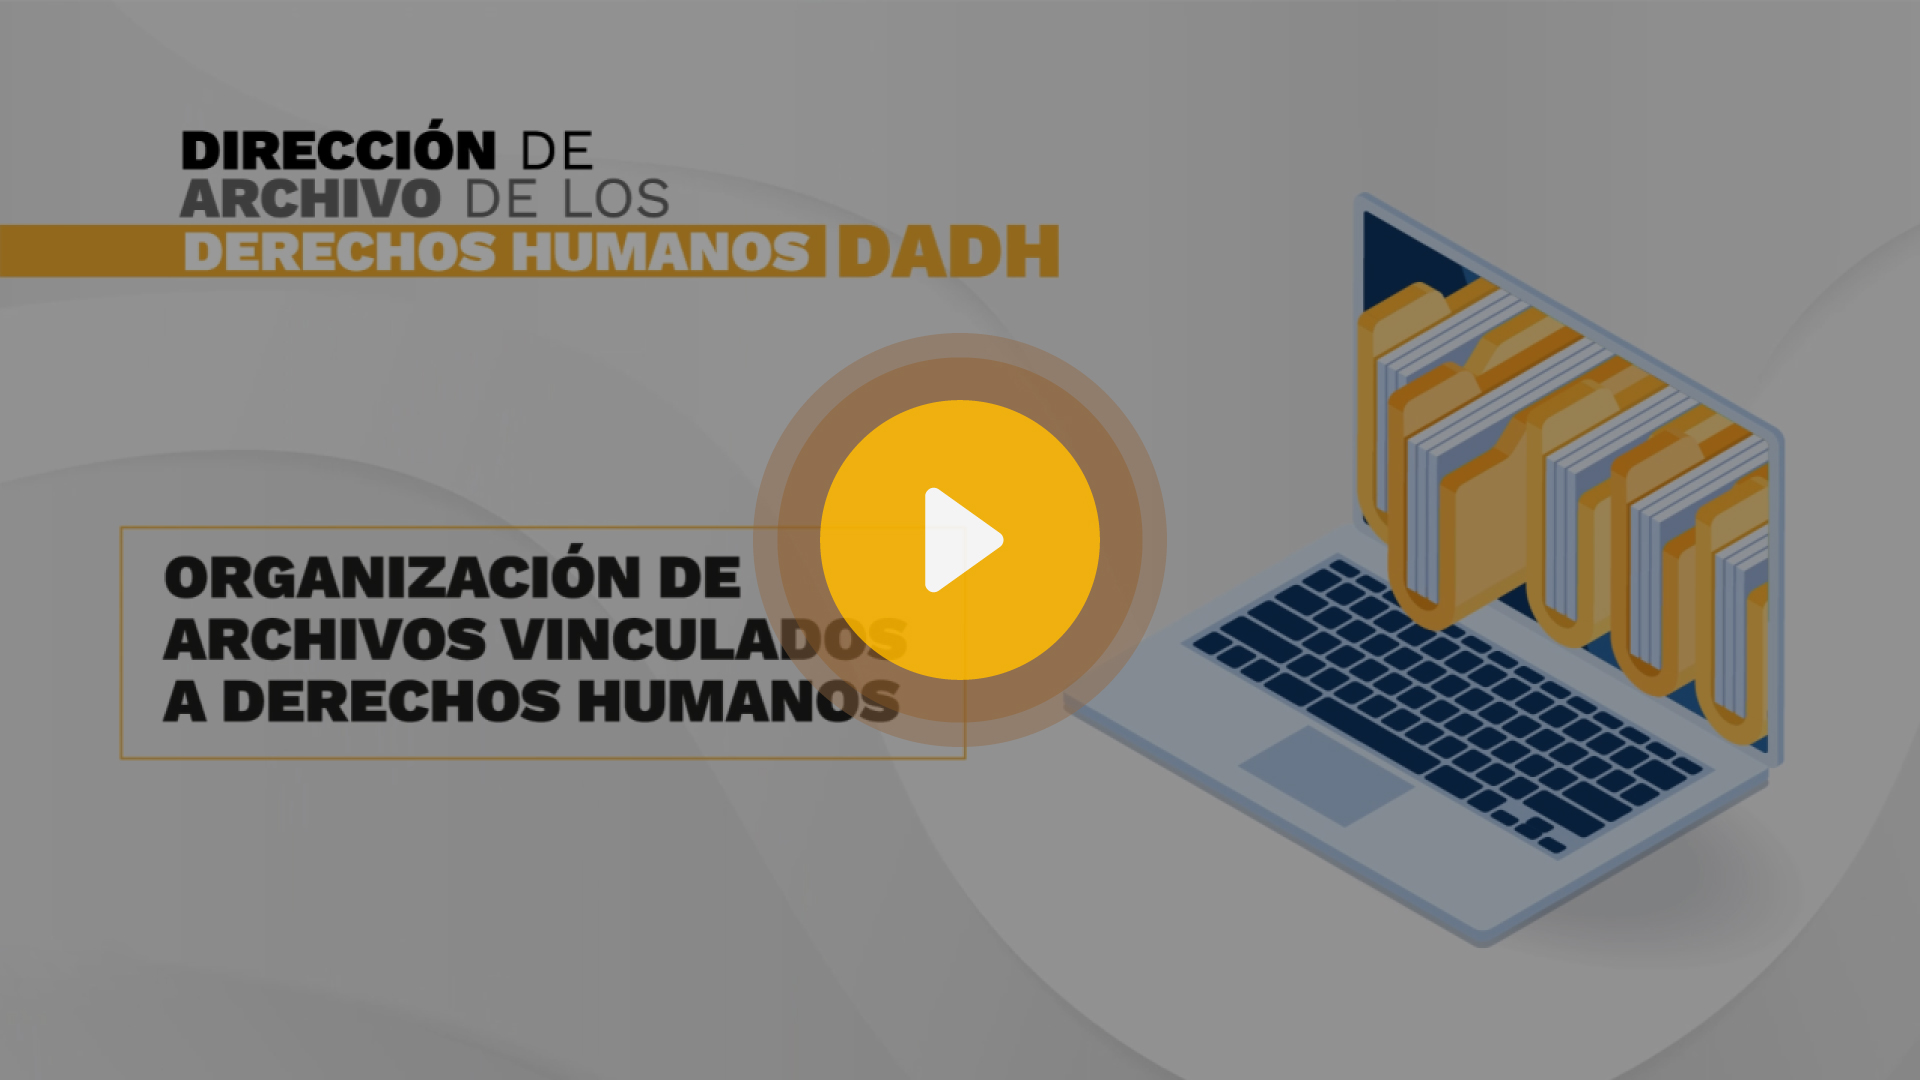 DIRECCIÓN DE
ARCHIVO DE LOS
DERECHOS HUMANOS DADH
ORGANIZACIÓN DE
ARCHIVOS VINCULADOS
A DERECHOS HUMANOS